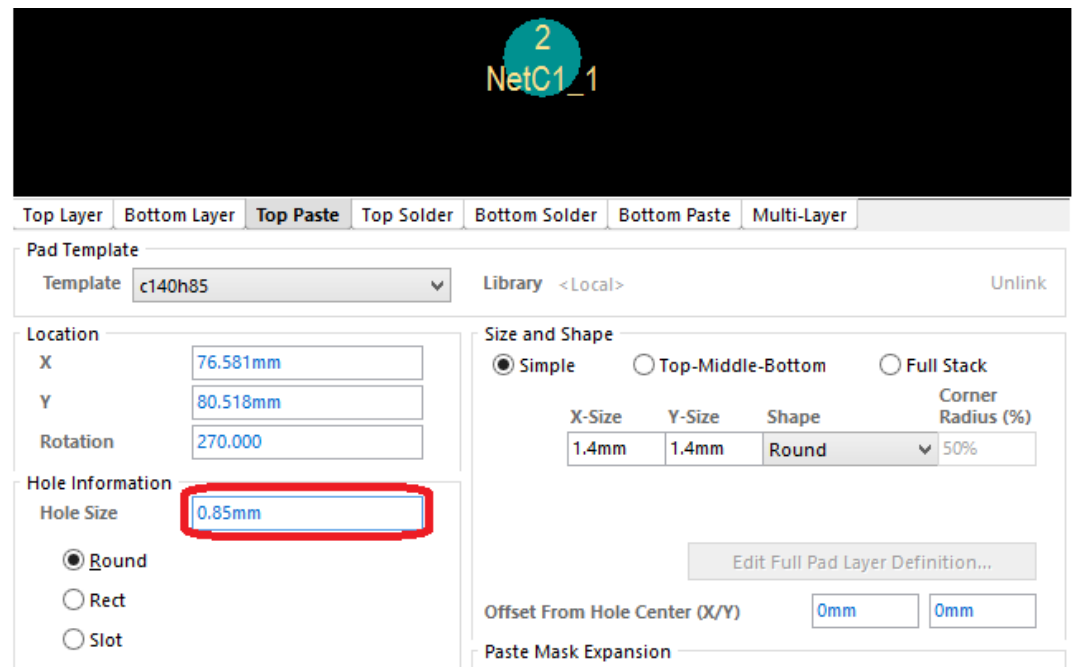 2
NetC1_1
Top Layer Bottom Layer Top Paste Top Solder Bottom Solder Bottom Paste Multi-Layer
Pad Template
Template c140h85 Library <Local> Unlink
Location
X 76.581mm
Y 80.518mm
Rotation 270.000
Hole Information
Hole Size 0.85mm
Round
Rect
Slot
Size and Shape
Simple Top-Middle-Bottom Full Stack
X-Size Y-Size Shape Corner Radius (%)
1.4mm 1.4mm Round 50%
Edit Full Pad Layer Definition...
Offset From Hole Center (X/Y) 0mm 0mm
Paste Mask Expansion